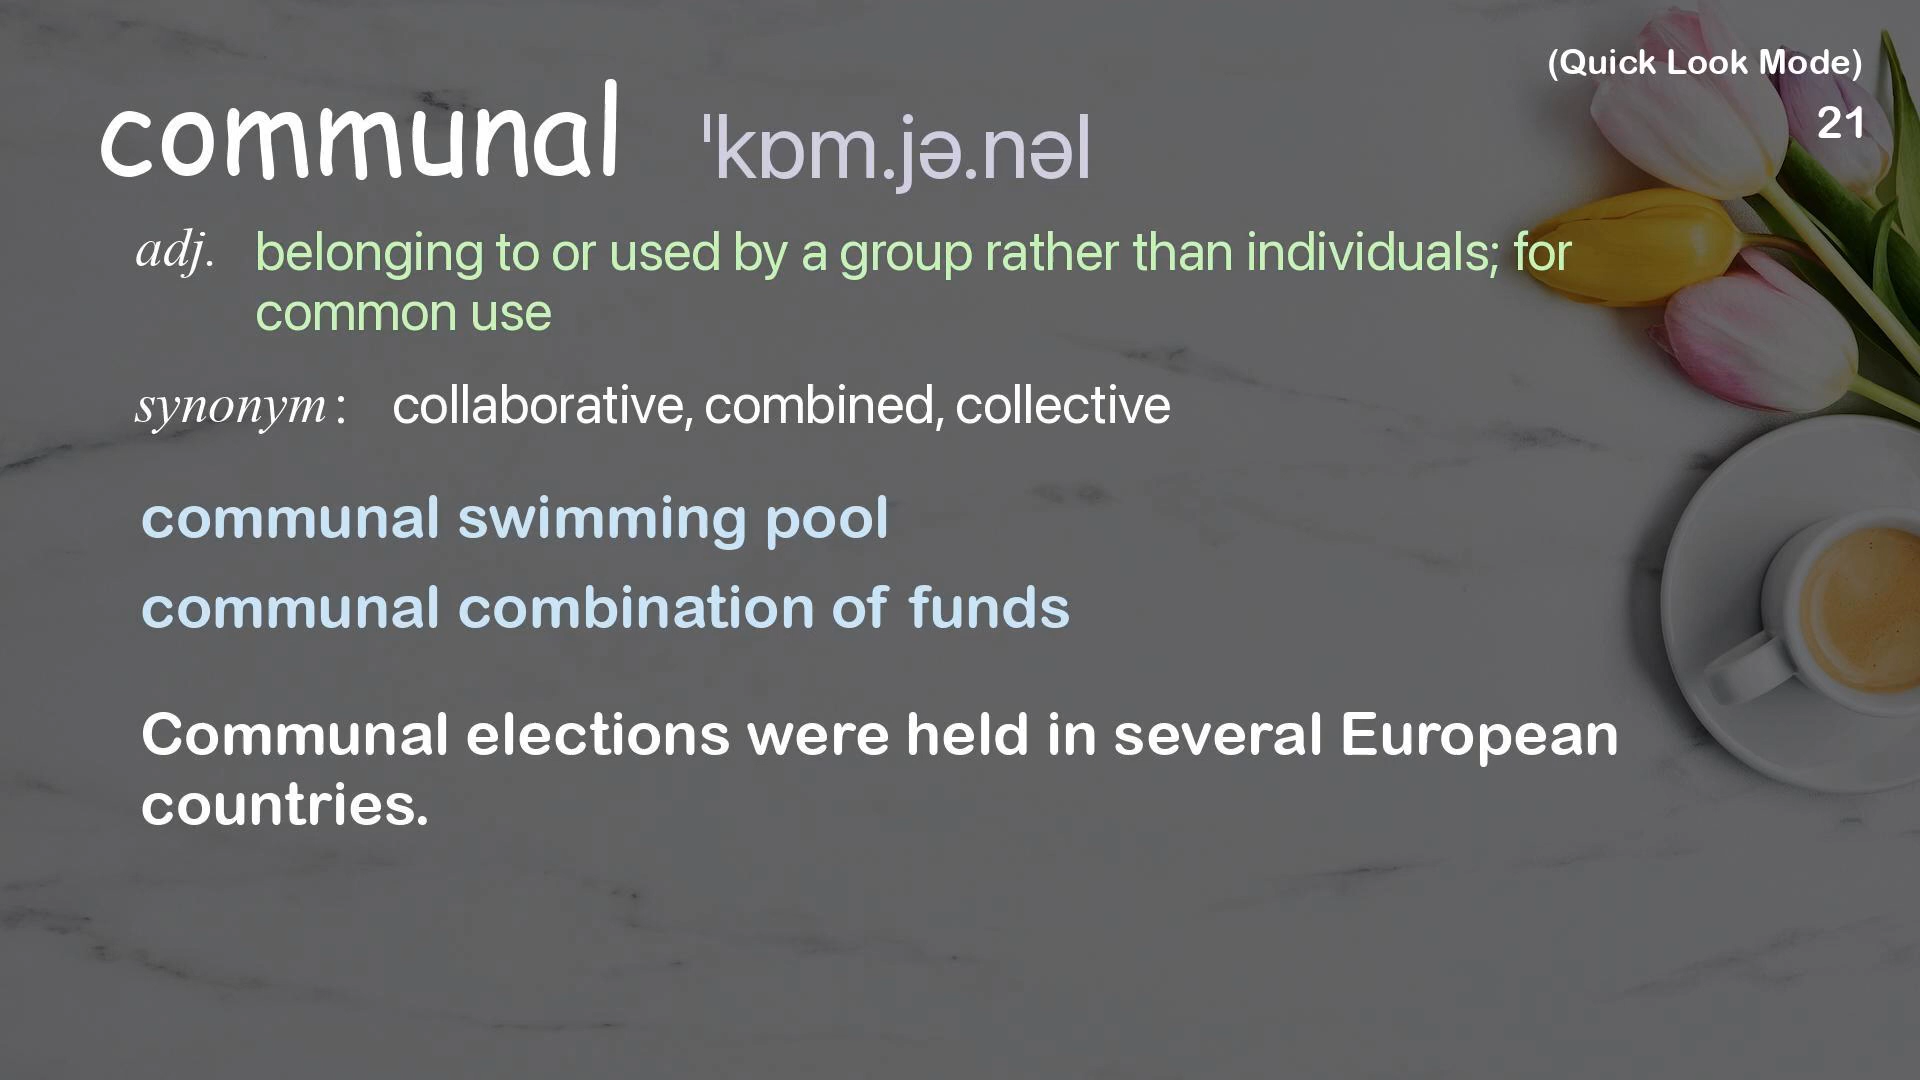 (Quick Look Mode)
21
communal ˈkɒm.jə.nəl
adj. belonging to or used by a group rather than individuals; for
common use
synonym : collaborative, combined, collective
communal swimming pool
communal combination of funds
Communal elections were held in several European
countries.